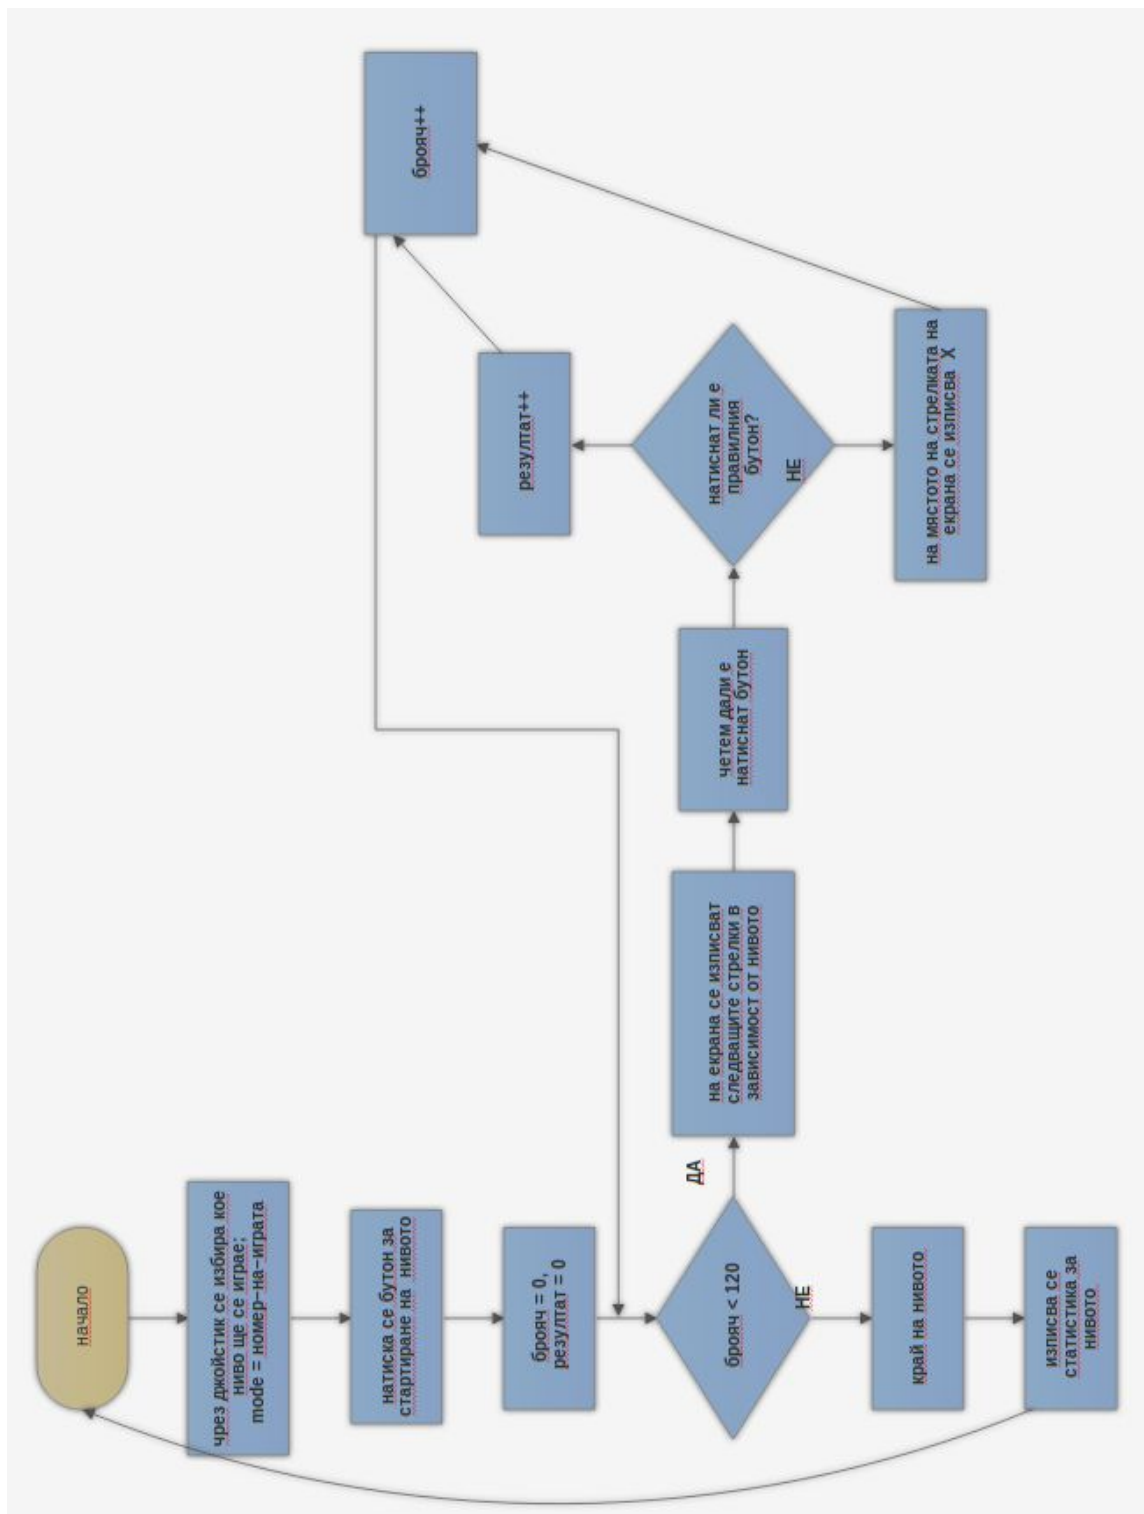 начало
чрез джойстик се избира кое
ниво ще се играе;
mode = номер-на-играта
натиска се бутон за
стартиране на нивото
брояч = 0,
резултат = 0
брояч < 120
ДА
НЕ
край на нивото
изписва се
статистика за
нивото
на екрана се изписват
следващите стрелки в
зависимост от нивото
четем дали е
натиснат бутон
натиснат ли е
правилния
бутон?
НЕ
резултат++
на мястото на стрелката на
екрана се изписва X
брояч++